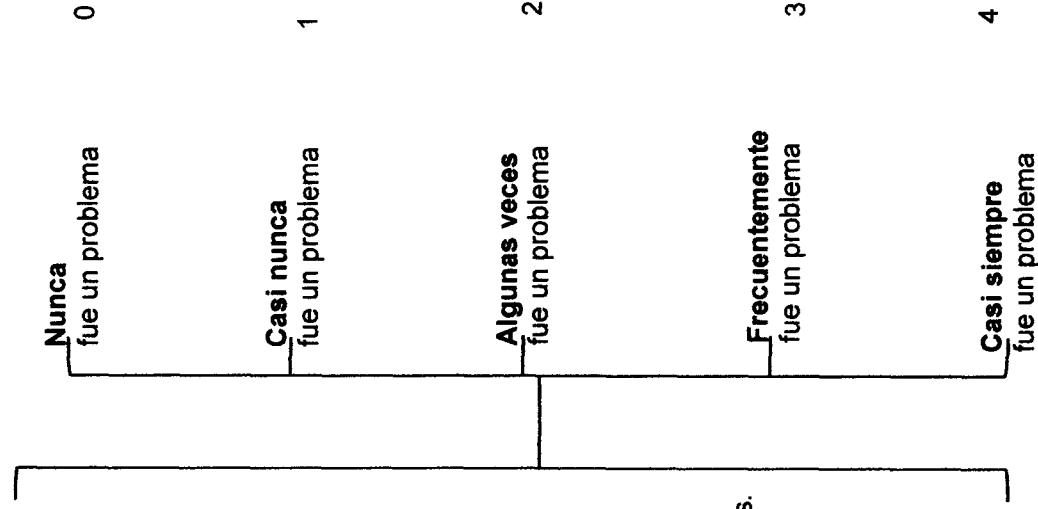 Nunca
fue un problema
0
Casi nunca
fue un problema
1
Algunas veces
fue un problema
2
Frecuentemente
fue un problema
3
Casi siempre
fue un problema
4
s.